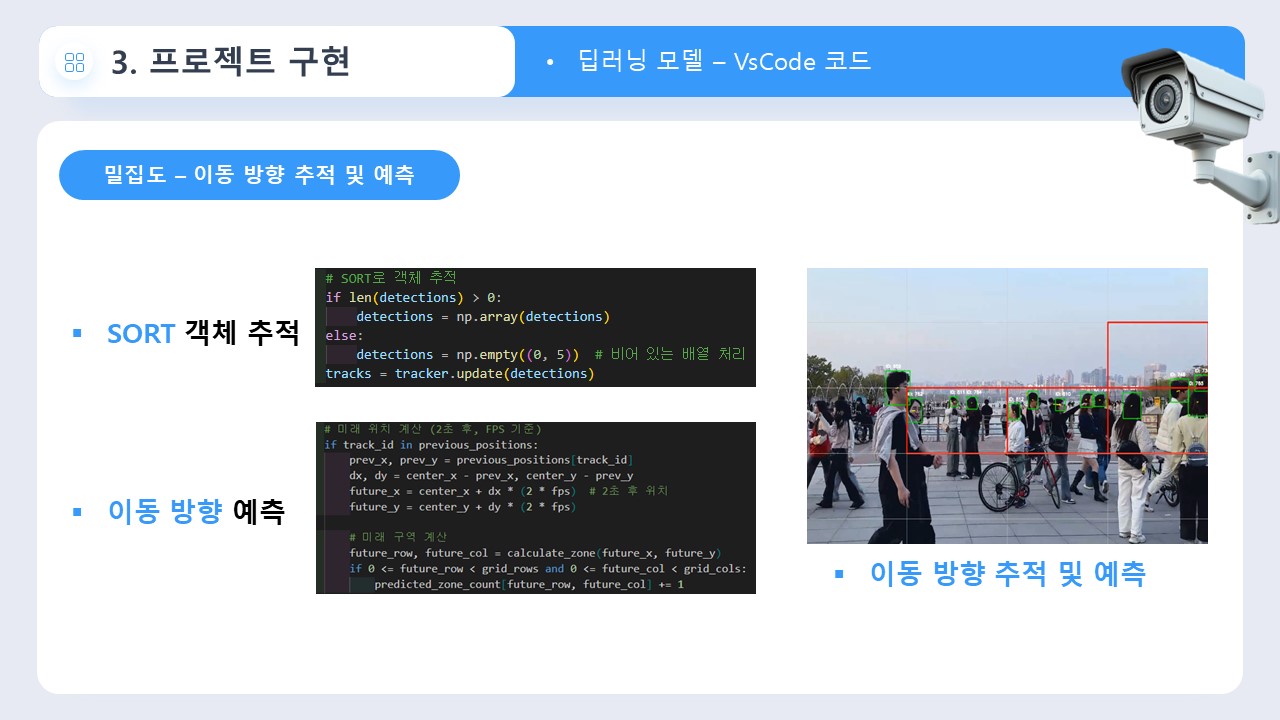 3. 프로젝트 구현
• 딥러닝 모델 – VsCode 코드
밀집도 – 이동 방향 추적 및 예측
▪ SORT 객체 추적
# SORT로 객체 추적
if len(detections) > 0:
    detections = np.array(detections)
else:
    detections = np.empty((0, 5))  # 비어 있는 배열 처리
tracks = tracker.update(detections)
▪ 이동 방향 예측
# 미래 위치 계산 (2초 후, FPS 기준)
if track_id in previous_positions:
    prev_x, prev_y = previous_positions[track_id]
    dx, dy = center_x - prev_x, center_y - prev_y
    future_x = center_x + dx * (2 * fps)  # 2초 후 위치
    future_y = center_y + dy * (2 * fps)
    # 미래 구역 계산
    future_row, future_col = calculate_zone(future_x, future_y)
    if 0 <= future_row < grid_rows and 0 <= future_col < grid_cols:
        predicted_zone_count[future_row, future_col] += 1
▪ 이동 방향 추적 및 예측